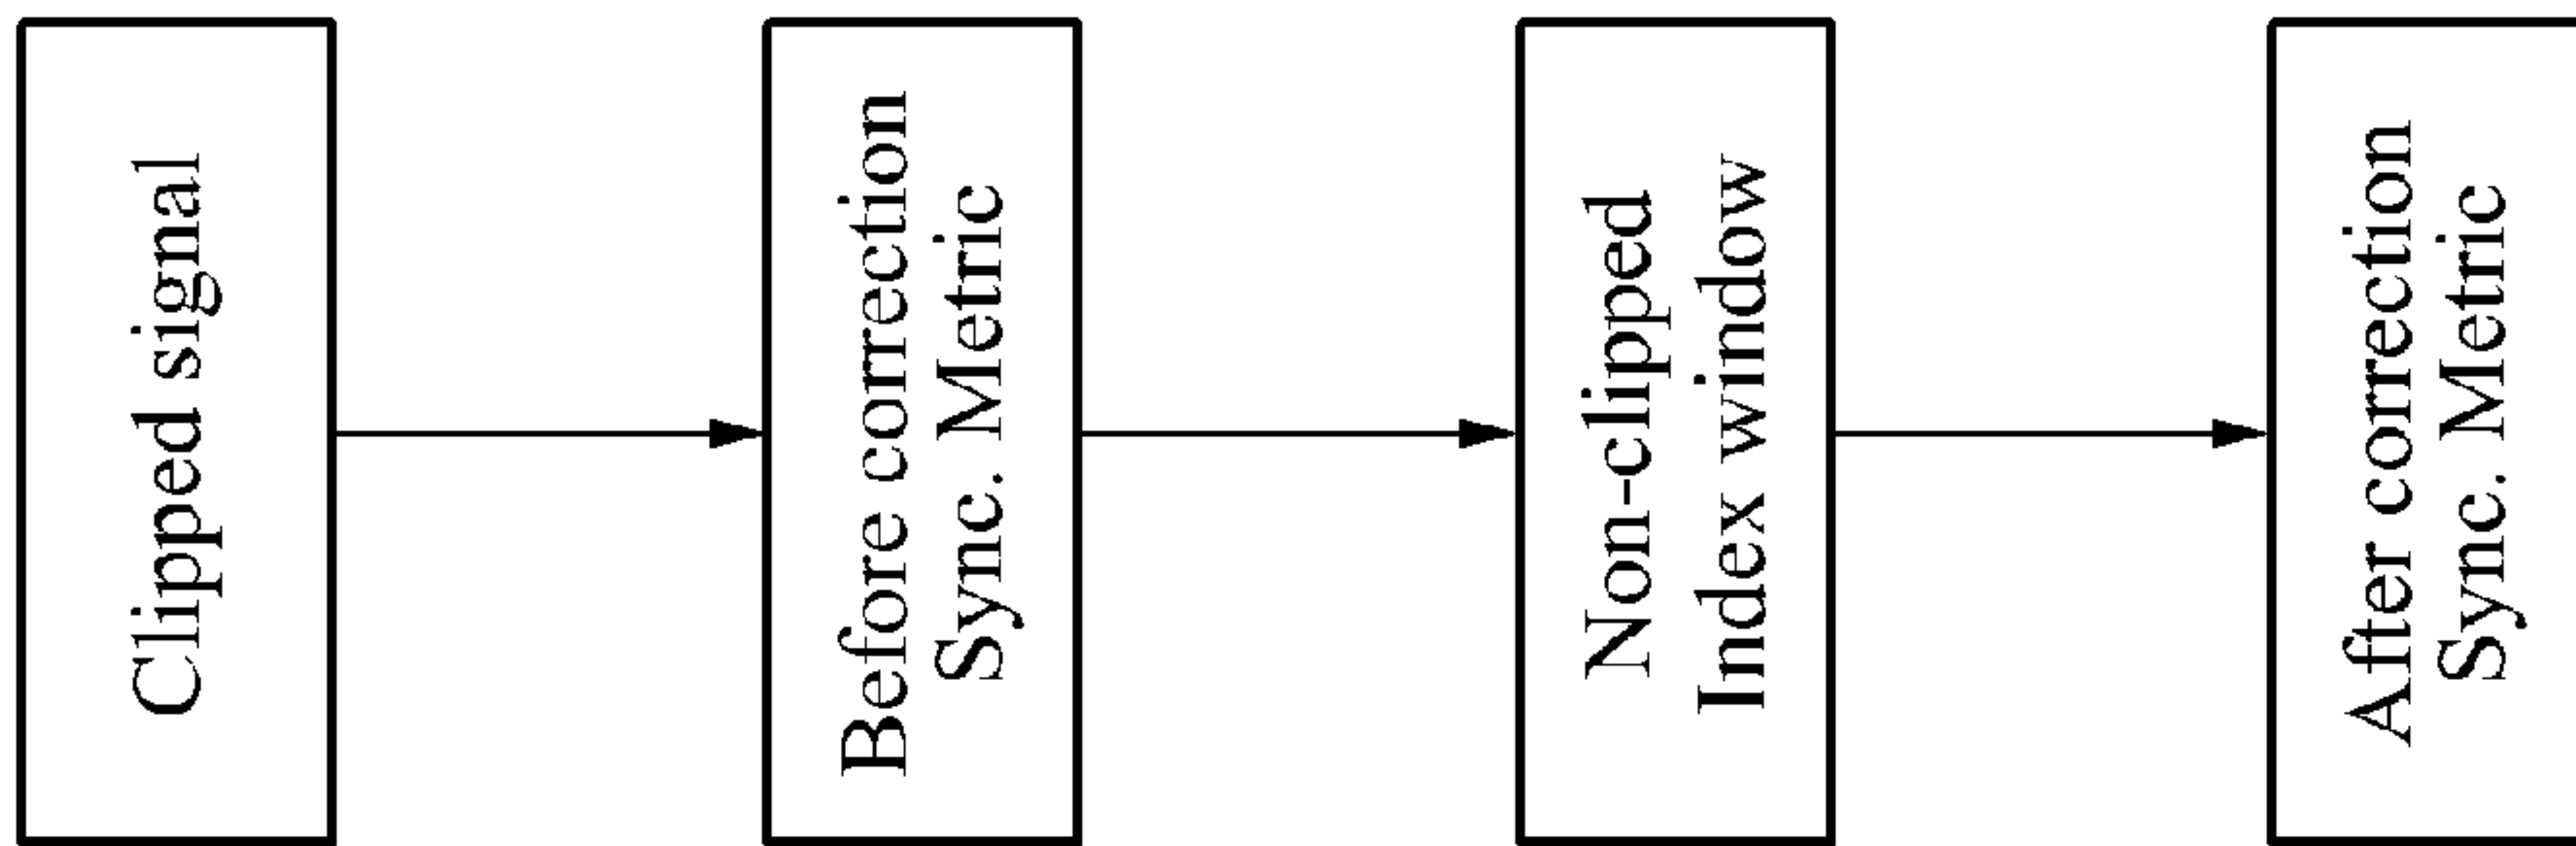 Clipped signal
Before correction
Sync. Metric
Non-clipped
Index window
After correction
Sync. Metric